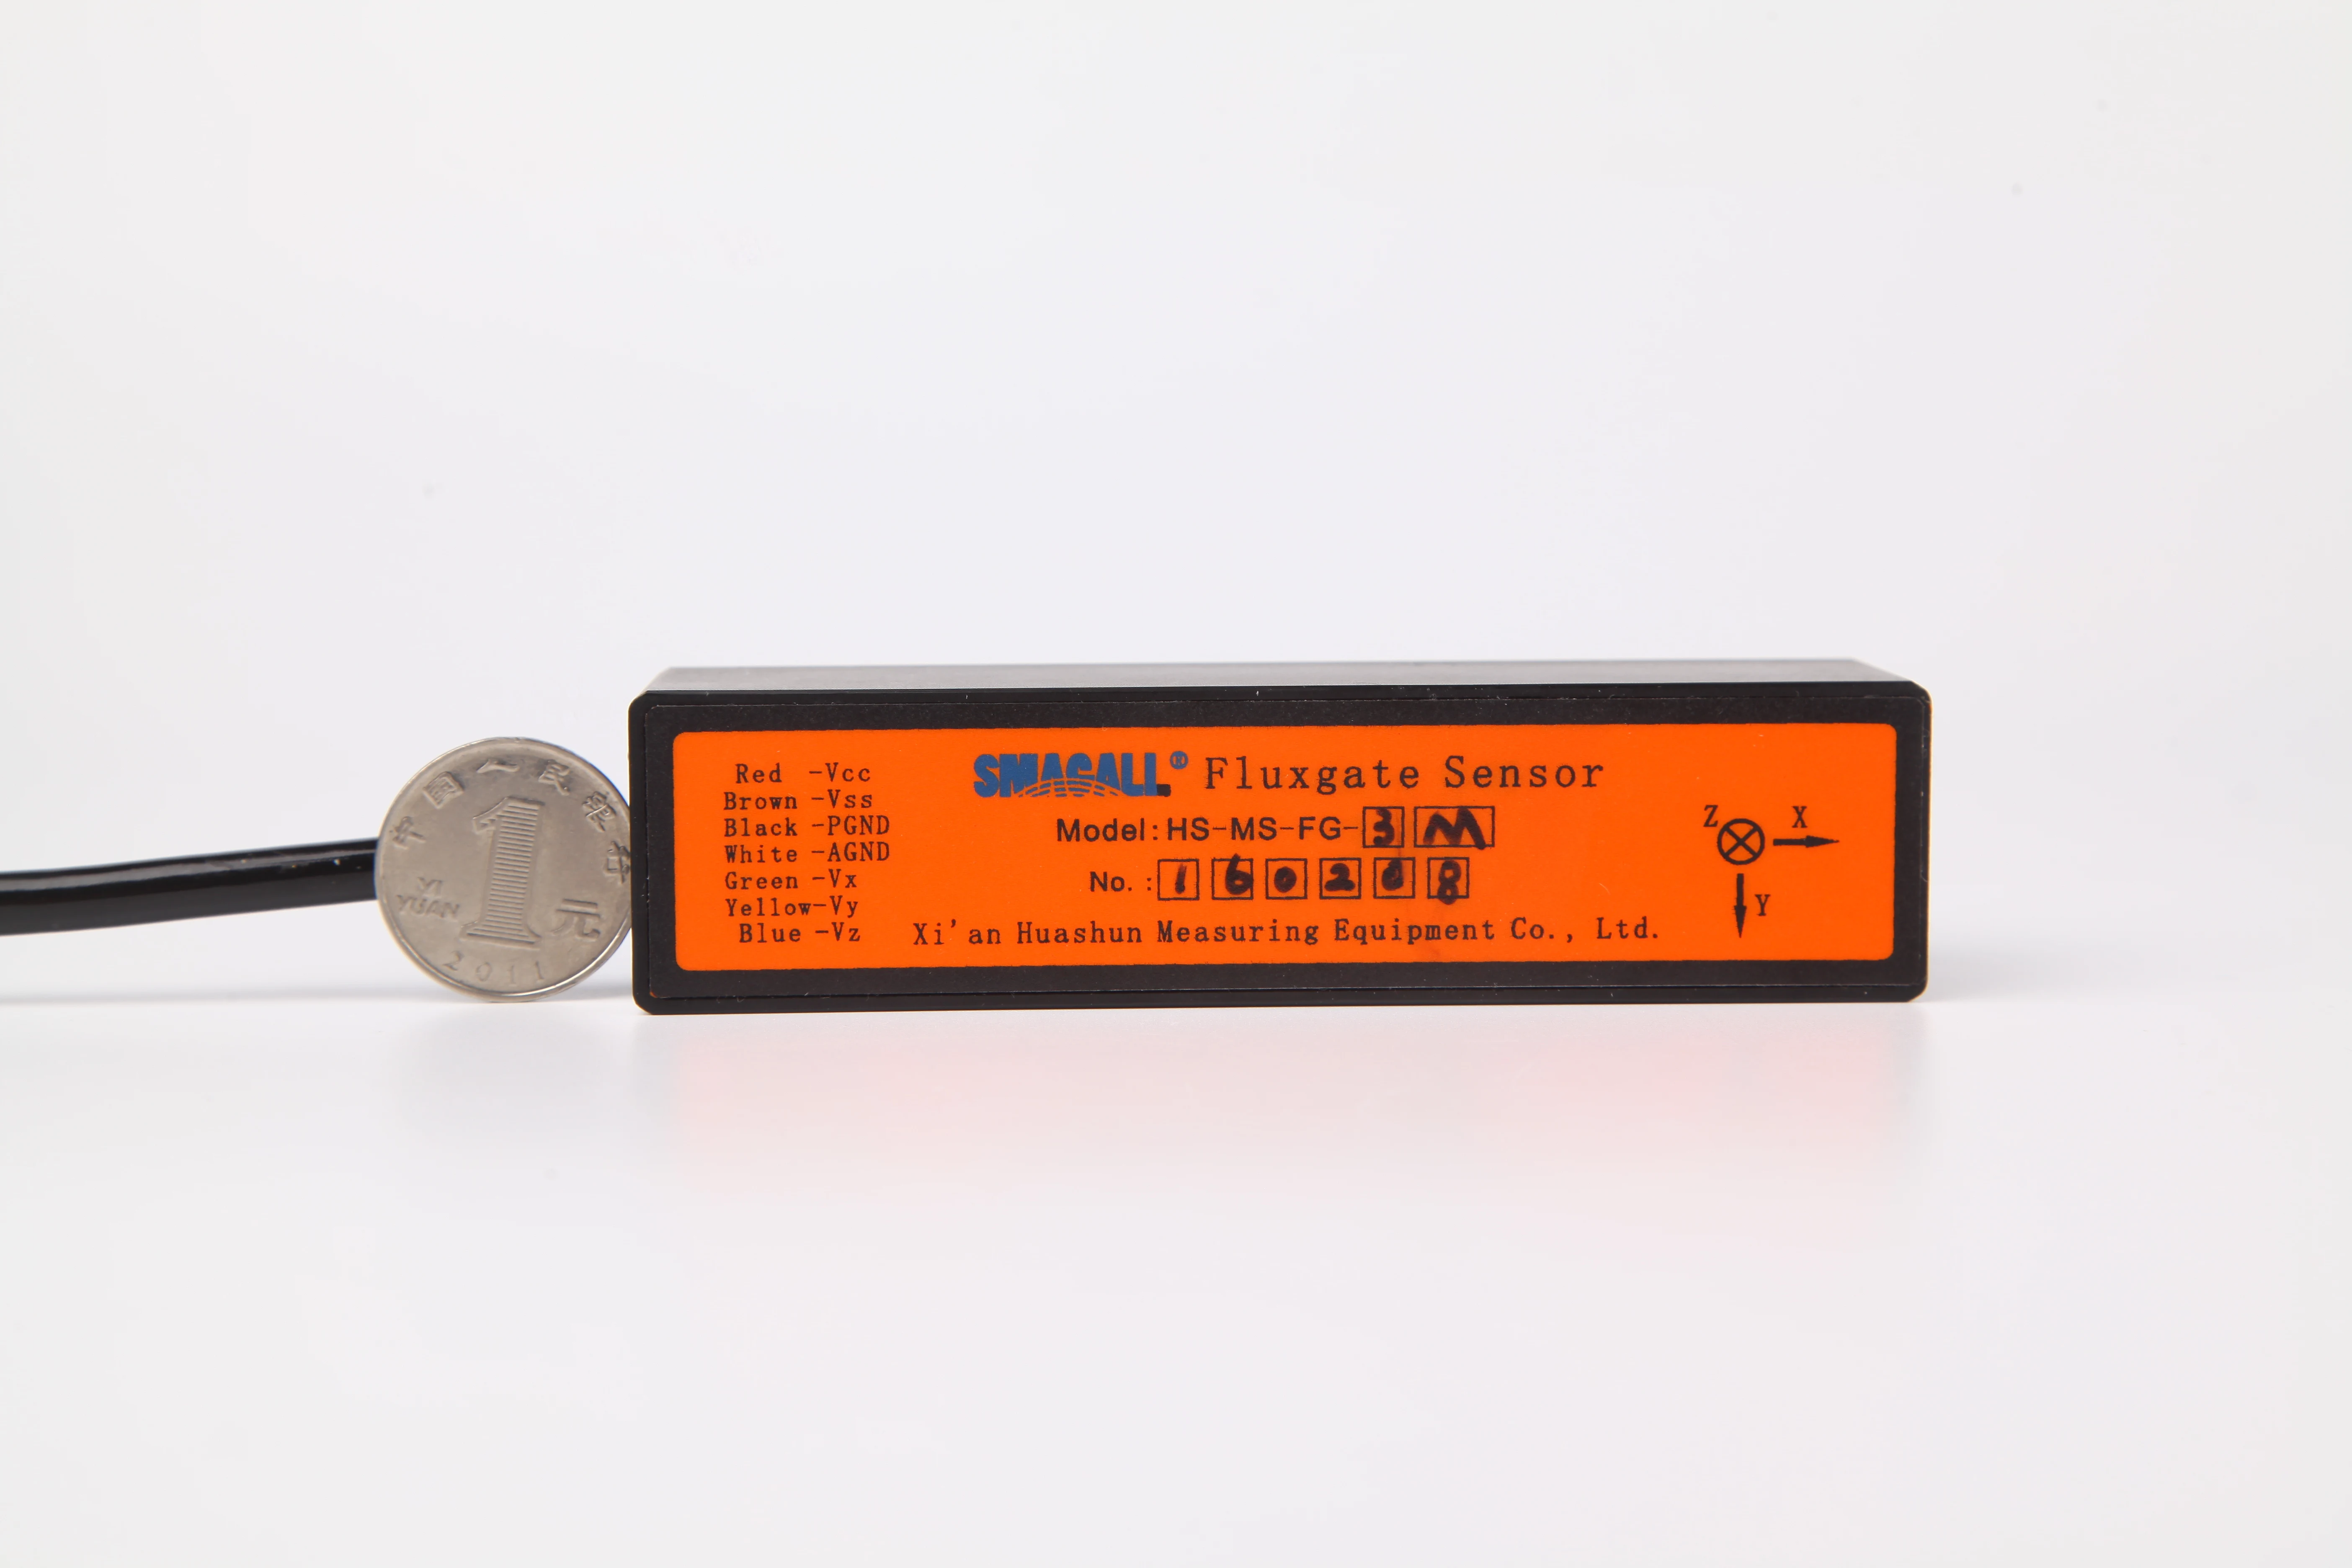 中国人民银行
YI
YUAN
1
元
2011
Red -Vcc
Brown -Vss
Black -PGND
White -AGND
Green -Vx
Yellow-Vy
Blue -Vz
SMAGALL® Fluxgate Sensor
Model:HS-MS-FG-3 M
No.:160208
Xi'an Huashun Measuring Equipment Co., Ltd.
Z
X
Y